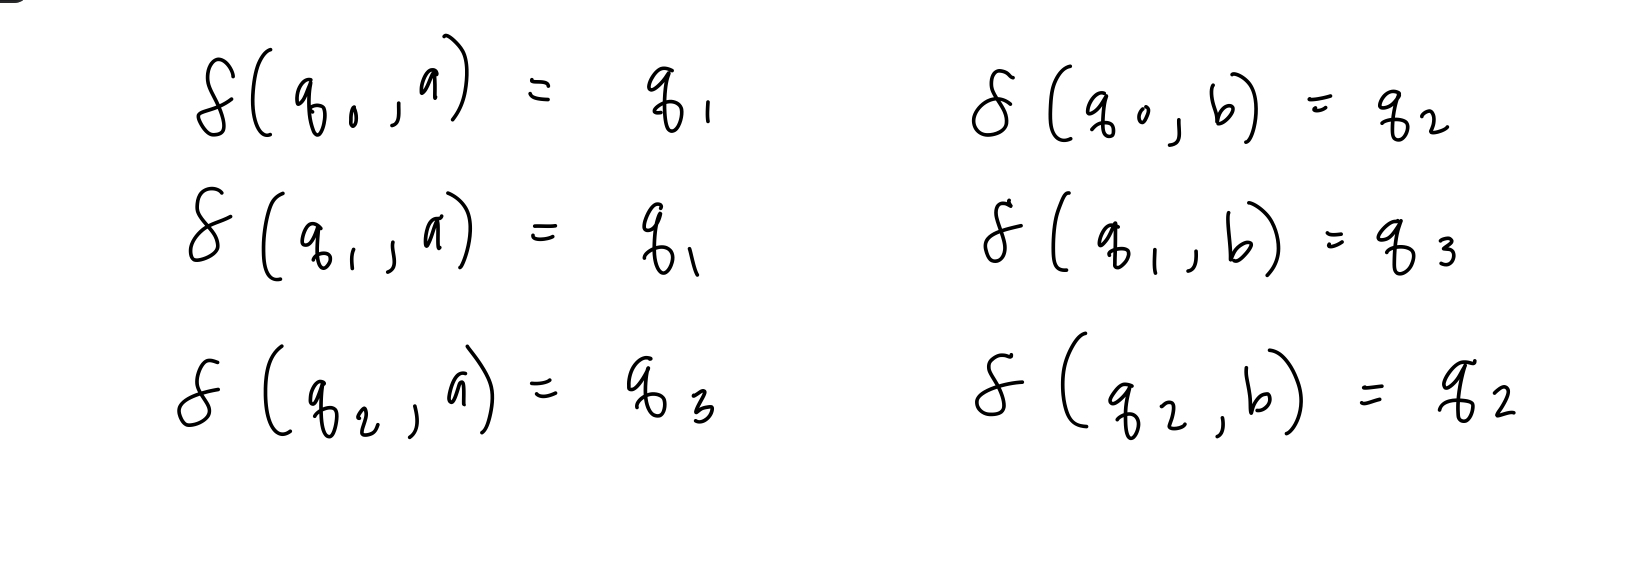 δ(q₀, a) = q₁ δ(q₀, b) = q₂
δ(q₁, a) = q₁ δ(q₁, b) = q₃
δ(q₂, a) = q₃ δ(q₂, b) = q₂